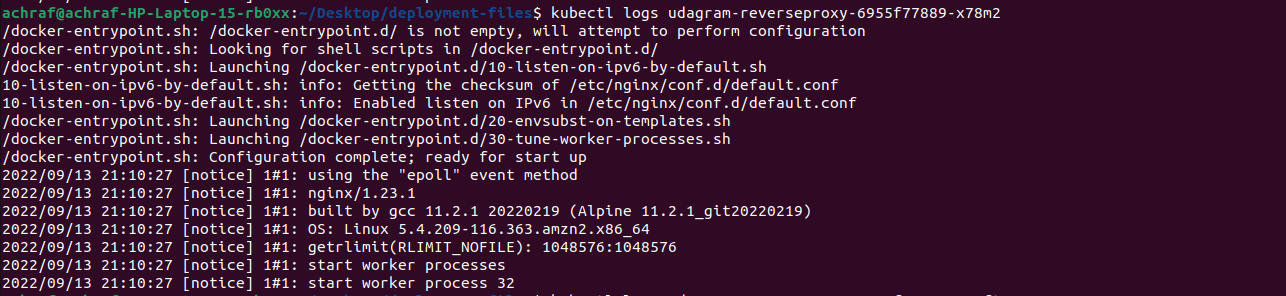 achraf@achraf-HP-Laptop-15-rb0xx:~/Desktop/deployment-files$ kubectl logs udagram-reverseproxy-6955f77889-x78m2
/docker-entrypoint.sh: /docker-entrypoint.d/ is not empty, will attempt to perform configuration
/docker-entrypoint.sh: Looking for shell scripts in /docker-entrypoint.d/
/docker-entrypoint.sh: Launching /docker-entrypoint.d/10-listen-on-ipv6-by-default.sh
10-listen-on-ipv6-by-default.sh: info: Getting the checksum of /etc/nginx/conf.d/default.conf
10-listen-on-ipv6-by-default.sh: info: Enabled listen on IPv6 in /etc/nginx/conf.d/default.conf
/docker-entrypoint.sh: Launching /docker-entrypoint.d/20-envsubst-on-templates.sh
/docker-entrypoint.sh: Launching /docker-entrypoint.d/30-tune-worker-processes.sh
/docker-entrypoint.sh: Configuration complete; ready for start up
2022/09/13 21:10:27 [notice] 1#1: using the "epoll" event method
2022/09/13 21:10:27 [notice] 1#1: nginx/1.23.1
2022/09/13 21:10:27 [notice] 1#1: built by gcc 11.2.1 20220219 (Alpine 11.2.1_git20220219)
2022/09/13 21:10:27 [notice] 1#1: OS: Linux 5.4.209-116.363.amzn2.x86_64
2022/09/13 21:10:27 [notice] 1#1: getrlimit(RLIMIT_NOFILE): 1048576:1048576
2022/09/13 21:10:27 [notice] 1#1: start worker processes
2022/09/13 21:10:27 [notice] 1#1: start worker process 32